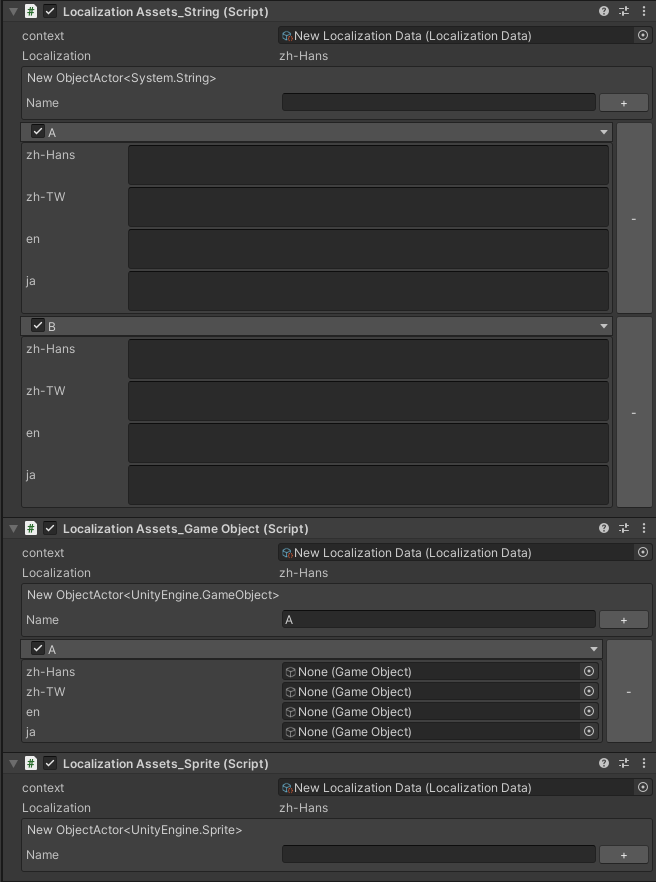 Localization Assets_String (Script)
context New Localization Data (Localization Data)
Localization zh-Hans
New ObjectActor<System.String>
Name +
A
zh-Hans
zh-TW
-
en
ja
B
zh-Hans
zh-TW
-
en
ja
Localization Assets_Game Object (Script)
context New Localization Data (Localization Data)
Localization zh-Hans
New ObjectActor<UnityEngine.GameObject>
Name A +
A
zh-Hans None (Game Object)
zh-TW None (Game Object) -
en None (Game Object)
ja None (Game Object)
Localization Assets_Sprite (Script)
context New Localization Data (Localization Data)
Localization zh-Hans
New ObjectActor<UnityEngine.Sprite>
Name +